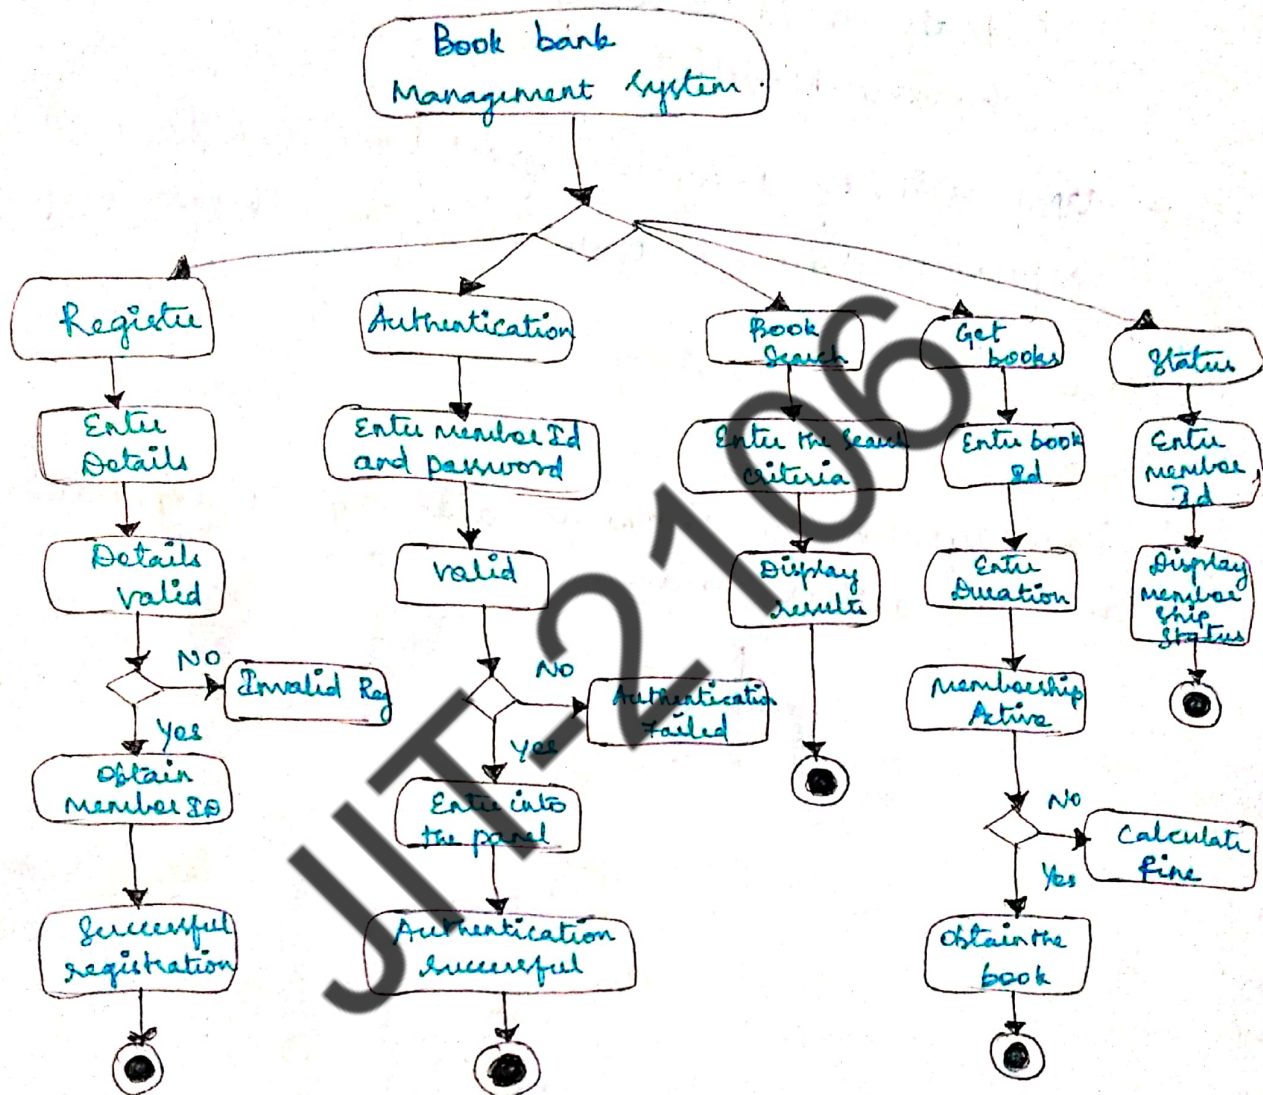 Book bank
Management System.
Register
Enter
Details
Details
Valid
NO
Invalid Reg
Yes
Obtain
Member ID
Successful
registration
Authentication
Enter member Id
and password
Valid
No
Authentication
Failed
Yes
Enter into
the panel
Authentication
successful
Book
Search
Enter the Search
Criteria
Display
results
Get
books
Enter book
Id
Enter
Duration
Membership
Active
No
Calculate
fine
Yes
Obtain the
book
Status
Enter
member
Id
Display
member
ship
Status
JIT-2106